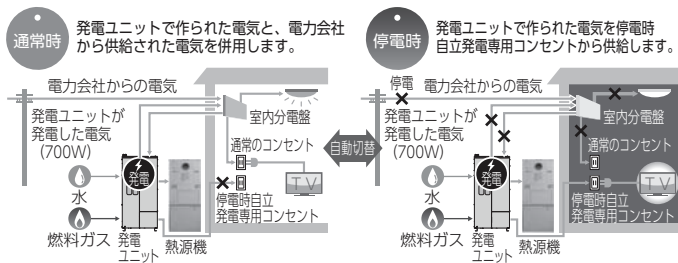 通常時
発電ユニットで作られた電気と、電力会社
から供給された電気を併用します。
電力会社からの電気
発電ユニットが
発電した電気
(700W)
室内分電盤
通常のコンセント
発電
TV
水
停電時自立
発電専用コンセント
燃料ガス
発電
ユニット
熱源機
自動切替
停電時
発電ユニットで作られた電気を停電時
自立発電専用コンセントから供給します。
停電
電力会社からの電気
発電ユニットが
発電した電気
(700W)
室内分電盤
通常のコンセント
発電
TV
水
停電時自立
発電専用コンセント
燃料ガス
発電
ユニット
熱源機